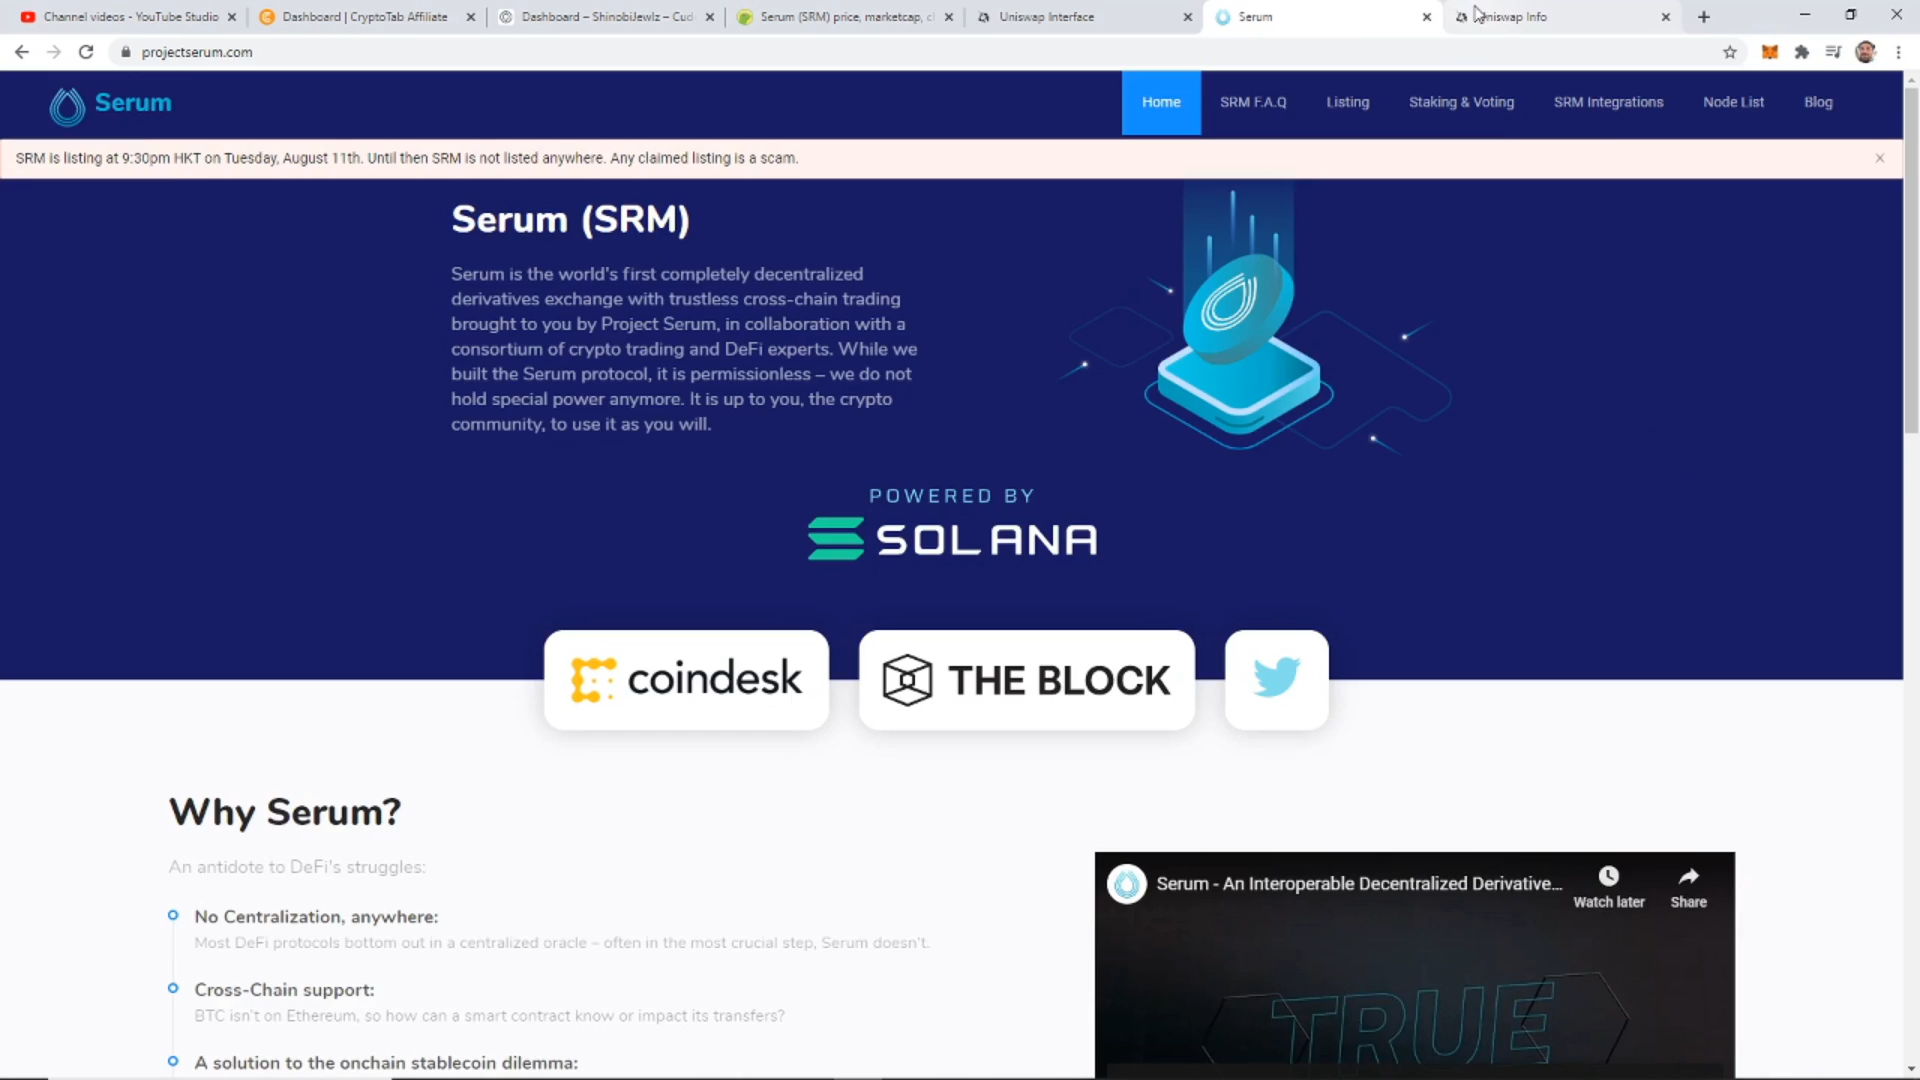 Channel videos - YouTube Studio
Dashboard | CryptoTab Affiliate
Dashboard – ShinobiJewlz – Cud
Serum (SRM) price, marketcap, c
Uniswap Interface
Serum
Uniswap Info
projectserum.com
Serum
Home
SRM F.A.Q
Listing
Staking & Voting
SRM Integrations
Node List
Blog
SRM is listing at 9:30pm HKT on Tuesday, August 11th. Until then SRM is not listed anywhere. Any claimed listing is a scam.
Serum (SRM)
Serum is the world's first completely decentralized
derivatives exchange with trustless cross-chain trading
brought to you by Project Serum, in collaboration with a
consortium of crypto trading and DeFi experts. While we
built the Serum protocol, it is permissionless – we do not
hold special power anymore. It is up to you, the crypto
community, to use it as you will.
POWERED BY
SOLANA
coindesk
THE BLOCK
Why Serum?
An antidote to DeFi's struggles:
No Centralization, anywhere:
Most DeFi protocols bottom out in a centralized oracle – often in the most crucial step, Serum doesn't.
Cross-Chain support:
BTC isn't on Ethereum, so how can a smart contract know or impact its transfers?
A solution to the onchain stablecoin dilemma:
Serum - An Interoperable Decentralized Derivative...
Watch later
Share
TRUE